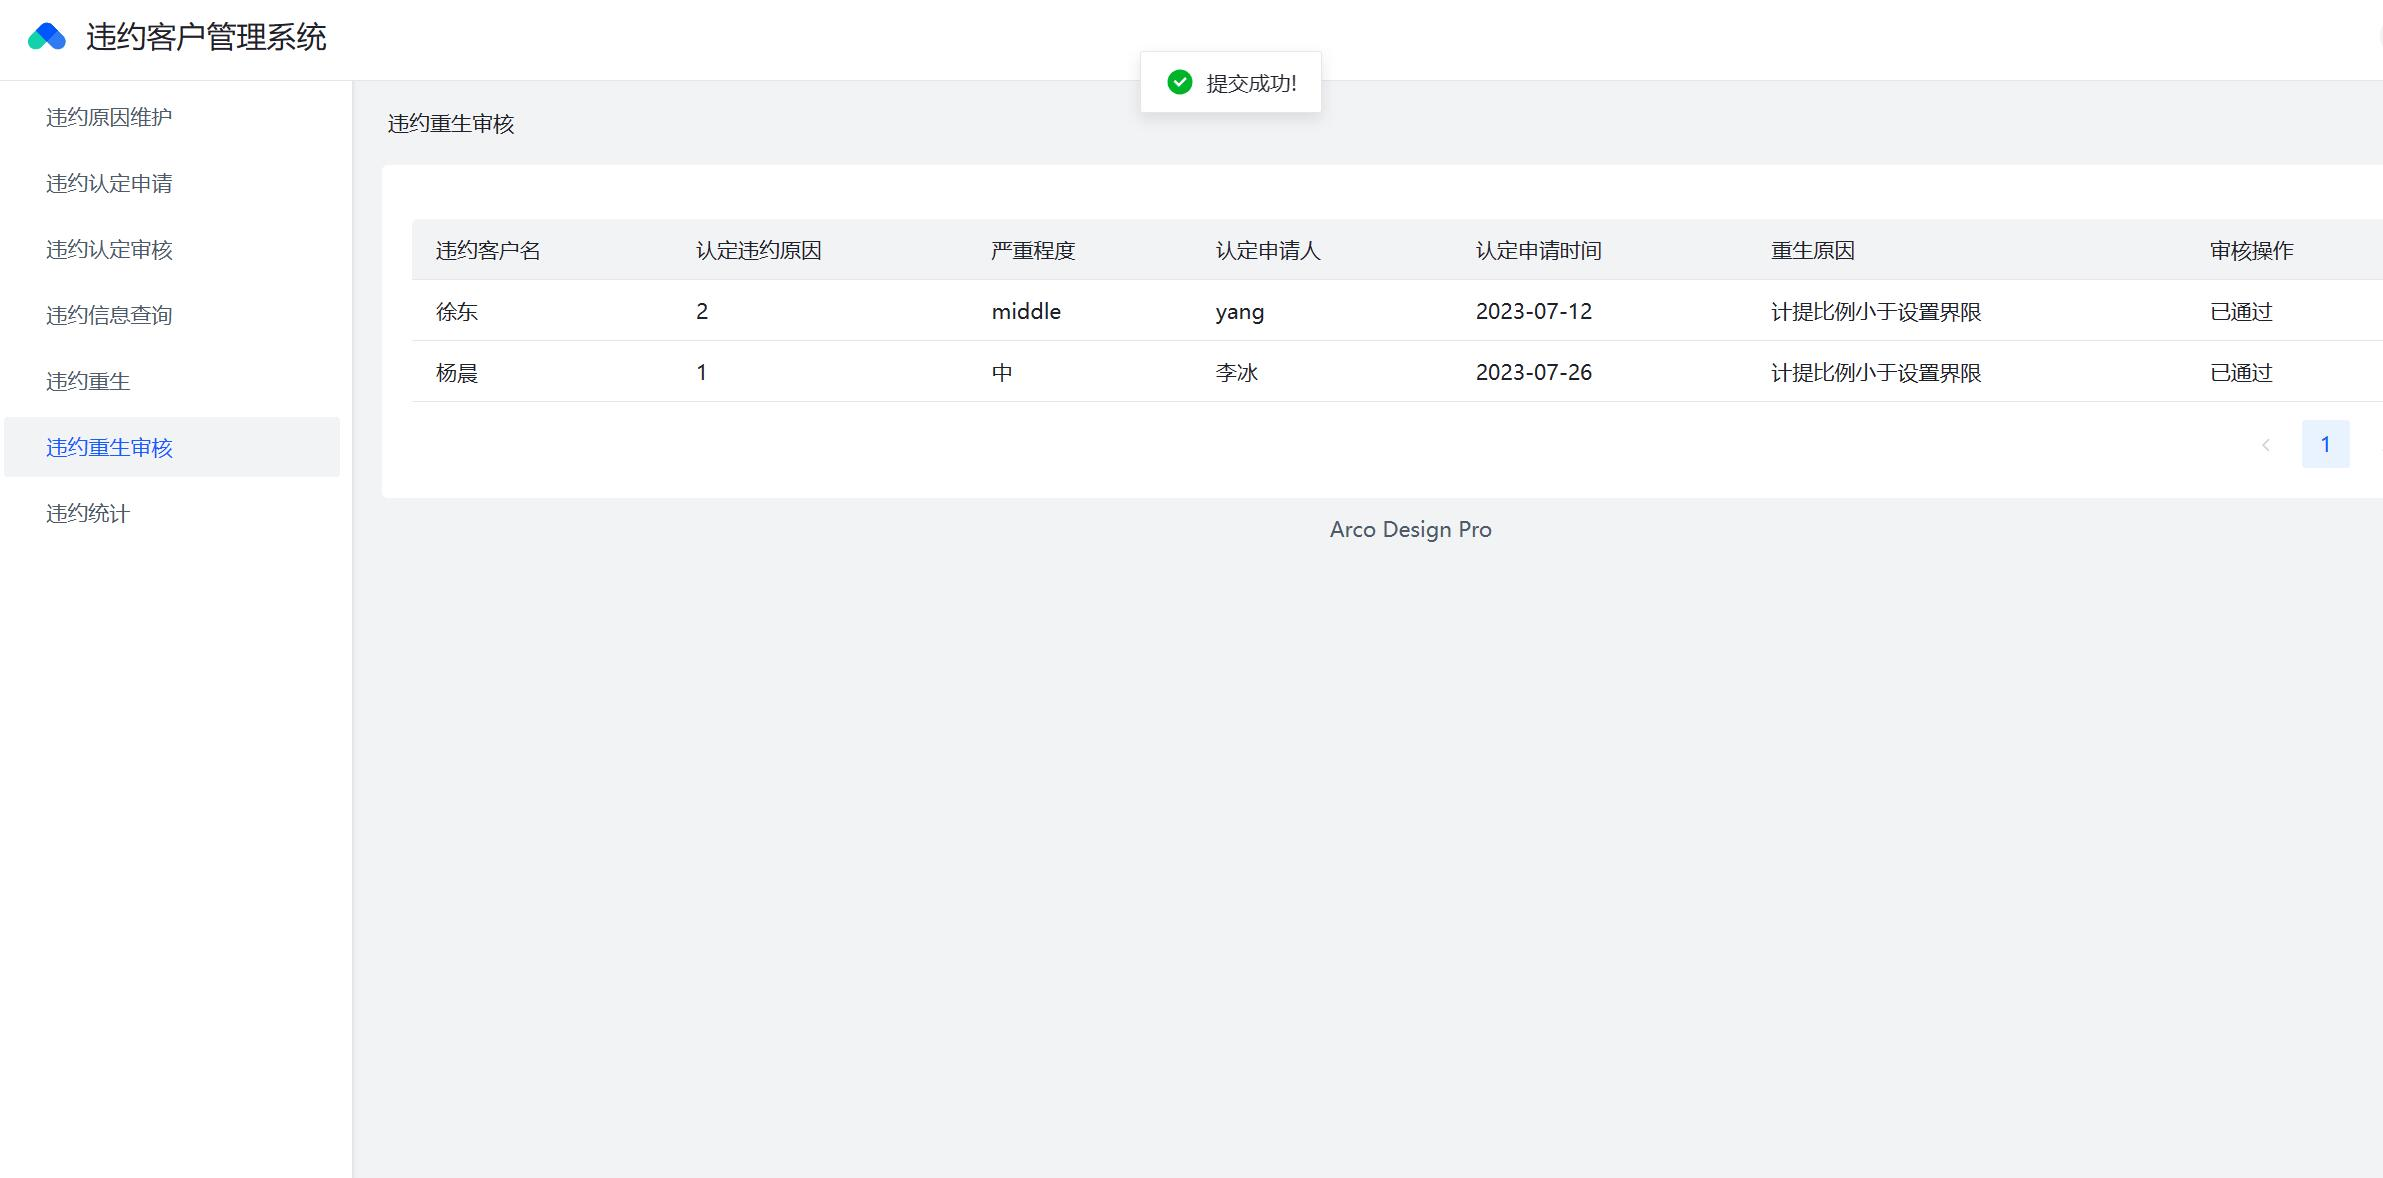 违约客户管理系统
提交成功!
违约原因维护
违约认定申请
违约认定审核
违约信息查询
违约重生
违约重生审核
违约统计
违约重生审核
违约客户名 认定违约原因 严重程度 认定申请人 认定申请时间 重生原因 审核操作
徐东 2 middle yang 2023-07-12 计提比例小于设置界限 已通过
杨晨 1 中 李冰 2023-07-26 计提比例小于设置界限 已通过
1
Arco Design Pro